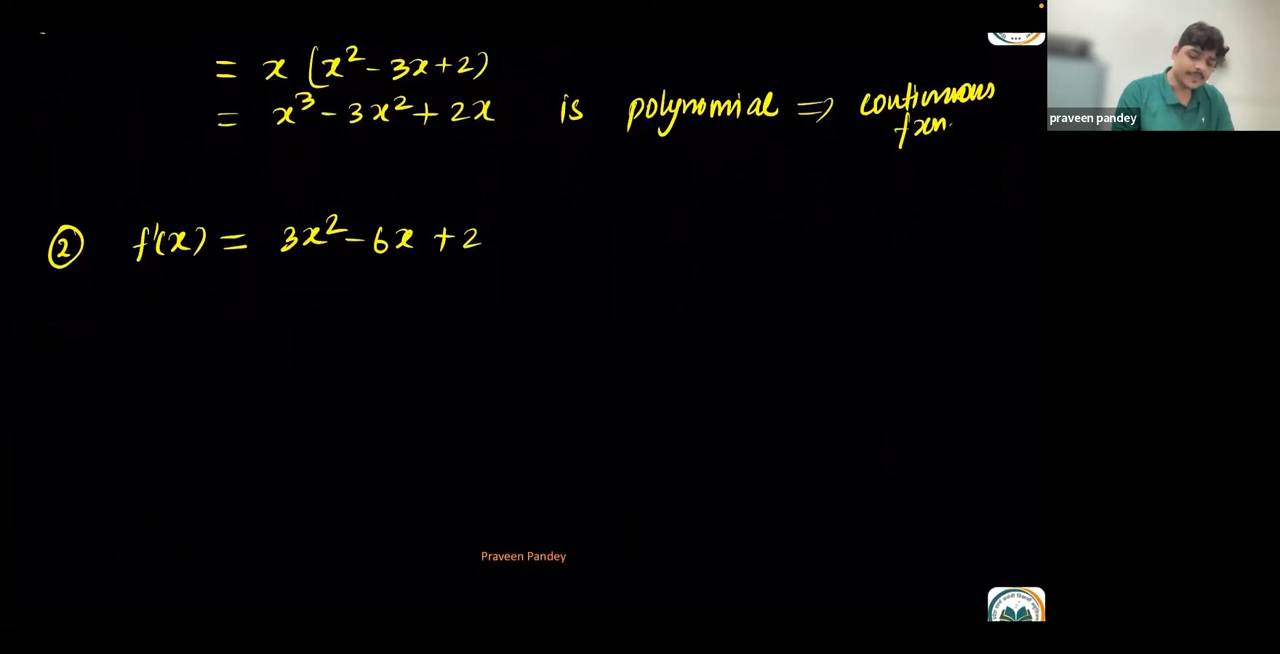 = x (x² - 3x + 2)
= x³ - 3x² + 2x is polynomial ⇒ continuous
fxn.
praveen pandey
② f'(x) = 3x² - 6x + 2
Praveen Pandey